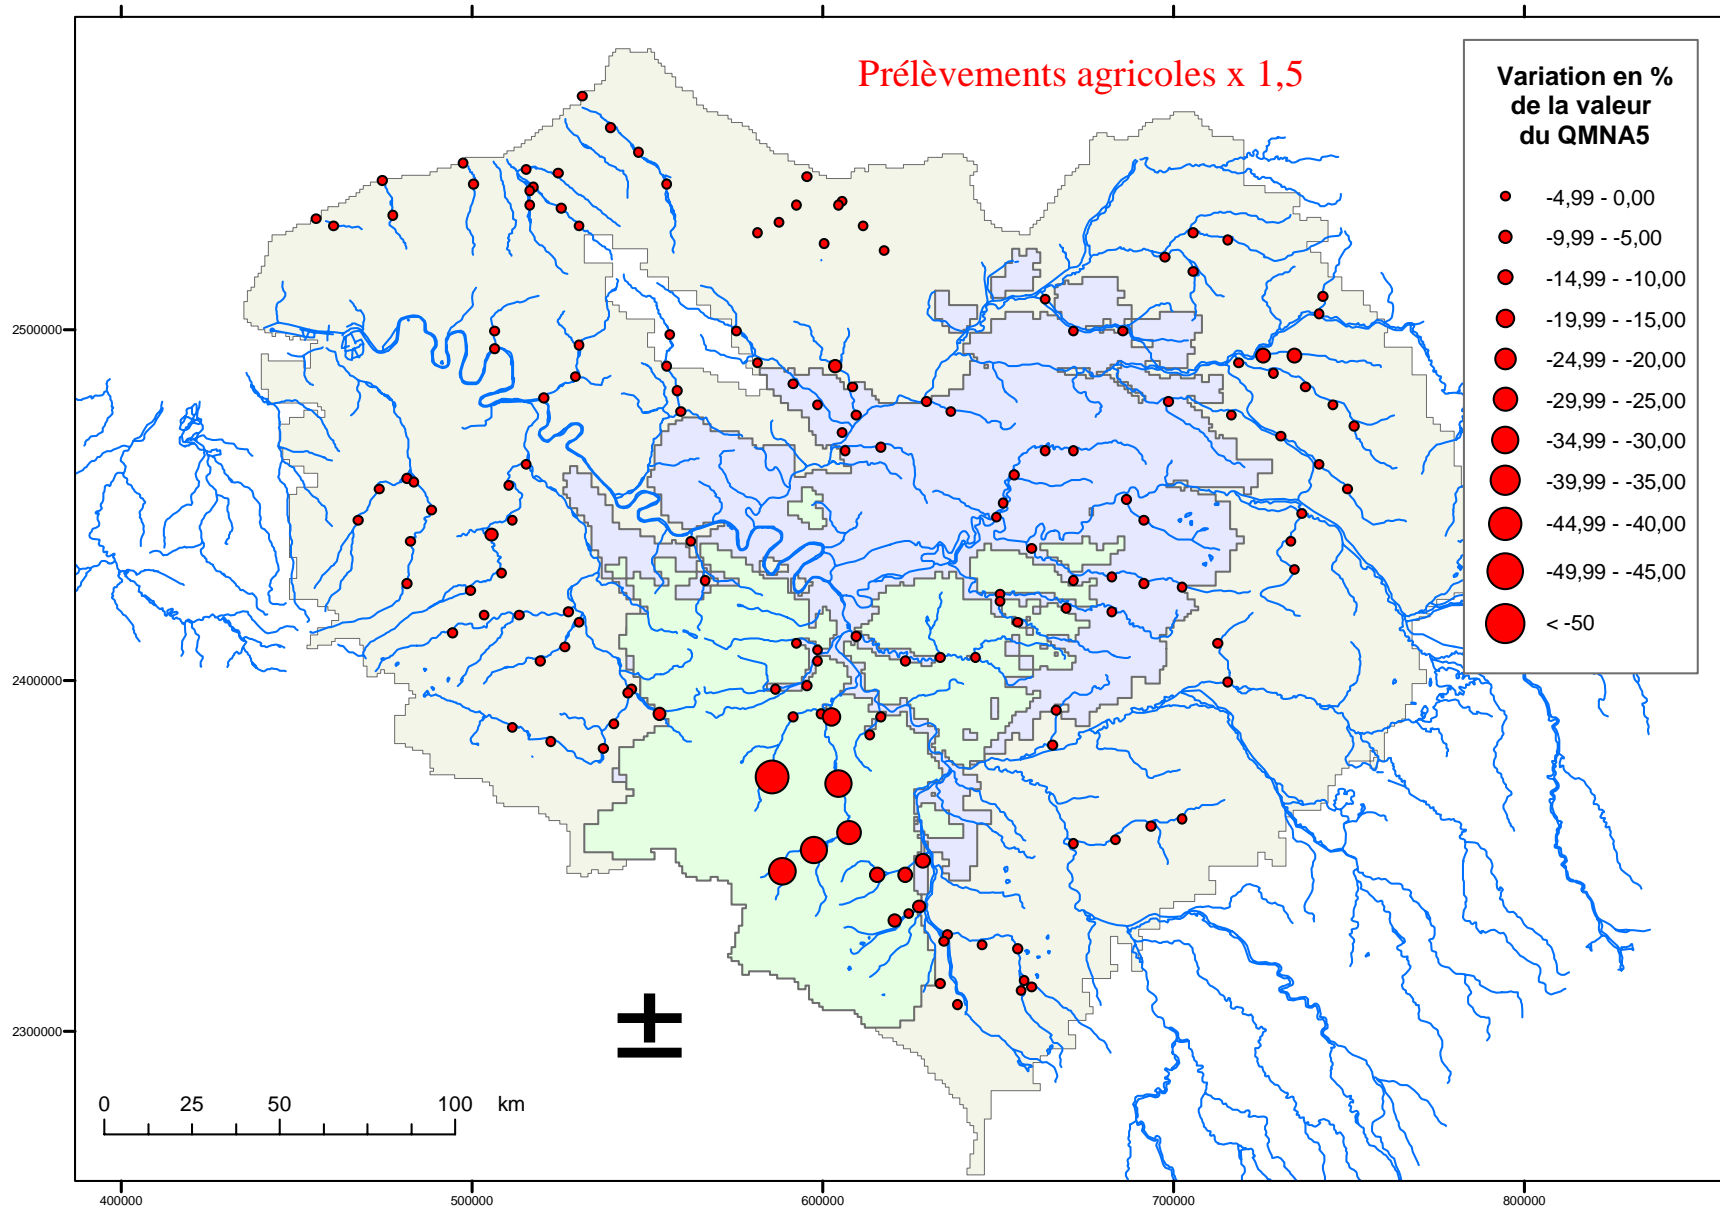 Prélèvements agricoles x 1,5
Variation en %
de la valeur
du QMNA5
-4,99 - 0,00
-9,99 - -5,00
-14,99 - -10,00
-19,99 - -15,00
-24,99 - -20,00
-29,99 - -25,00
-34,99 - -30,00
-39,99 - -35,00
-44,99 - -40,00
-49,99 - -45,00
< -50
2500000
2400000
2300000
0 25 50 100 km
400000 500000 600000 700000 800000